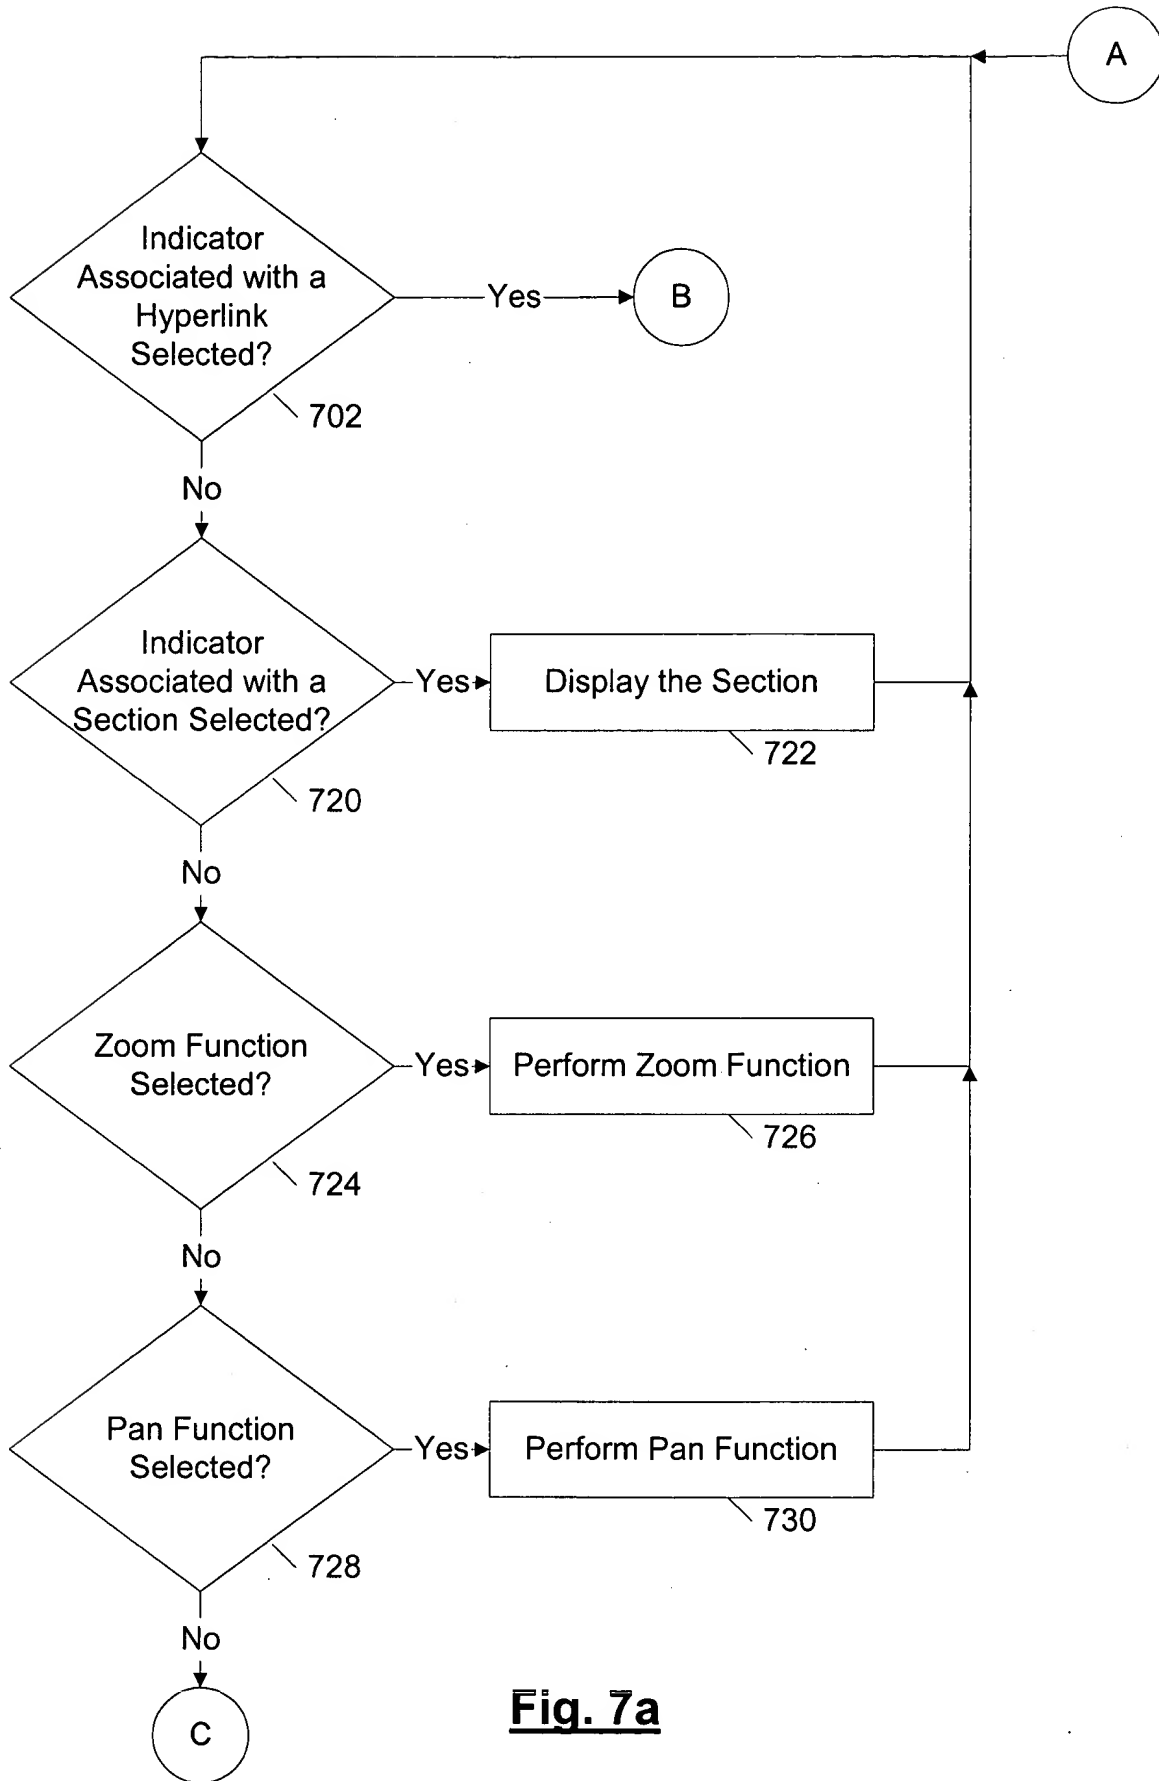 A
Indicator
Associated with a
Hyperlink
Selected?
Yes
B
702
No
Indicator
Associated with a
Section Selected?
Yes
Display the Section
722
720
No
Zoom Function
Selected?
Yes
Perform Zoom Function
726
724
No
Pan Function
Selected?
Yes
Perform Pan Function
730
728
No
C
Fig. 7a